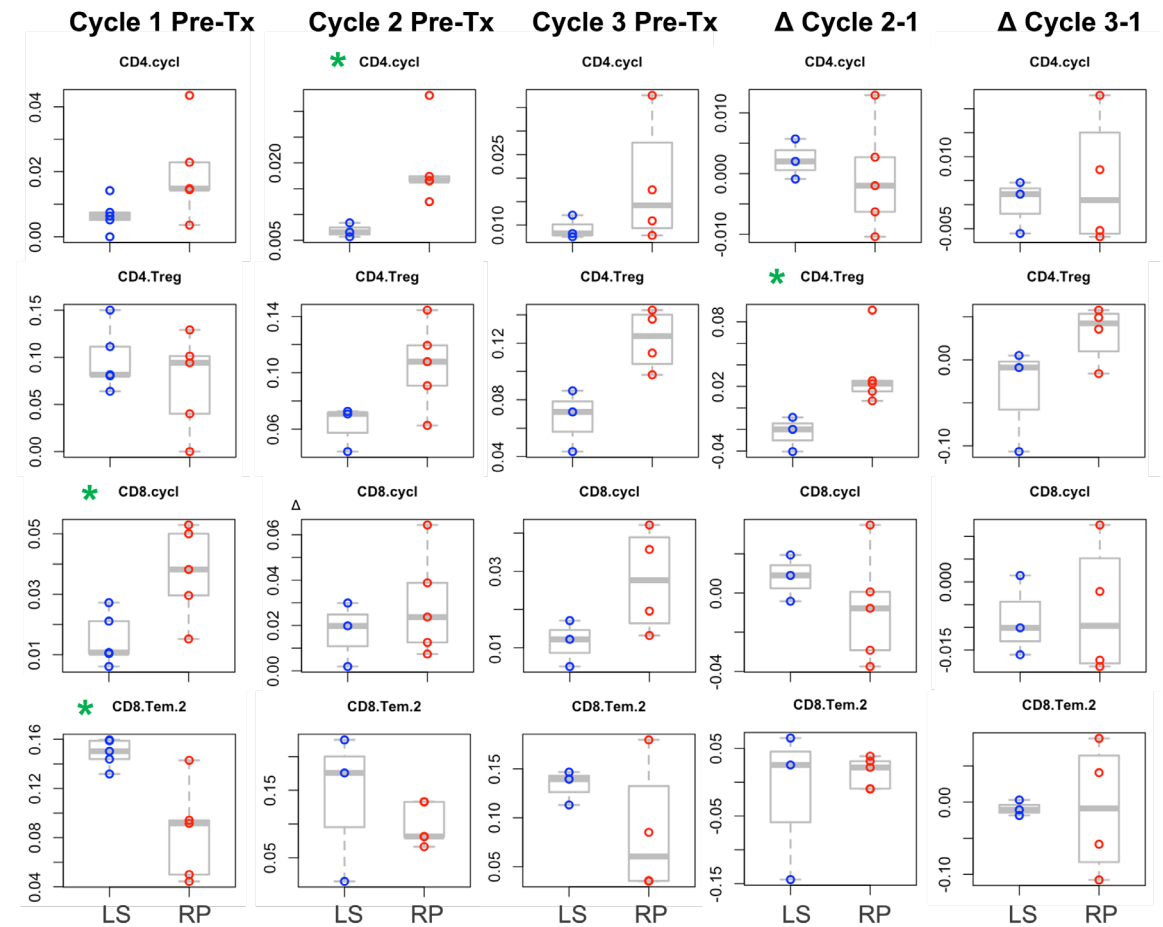 Cycle 1 Pre-Tx Cycle 2 Pre-Tx Cycle 3 Pre-Tx Δ Cycle 2-1 Δ Cycle 3-1
CD4.cycl * CD4.cycl CD4.cycl CD4.cycl CD4.cycl
0.00 0.02 0.04
0.005 0.020
0.010 0.025
-0.010 0.000 0.010
-0.005 0.010
CD4.Treg CD4.Treg CD4.Treg * CD4.Treg CD4.Treg
0.00 0.05 0.10 0.15
0.06 0.10 0.14
0.04 0.08 0.12
-0.04 0.02 0.08
-0.10 0.00
* CD8.cycl Δ CD8.cycl CD8.cycl CD8.cycl CD8.cycl
0.01 0.03 0.05
0.00 0.02 0.04 0.06
0.01 0.03
-0.04 0.00
-0.015 0.000
* CD8.Tem.2 CD8.Tem.2 CD8.Tem.2 CD8.Tem.2 CD8.Tem.2
0.04 0.08 0.12 0.16
0.05 0.15
0.05 0.10 0.15
-0.15 -0.05 0.05
-0.10 0.00
LS RP LS RP LS RP LS RP LS RP